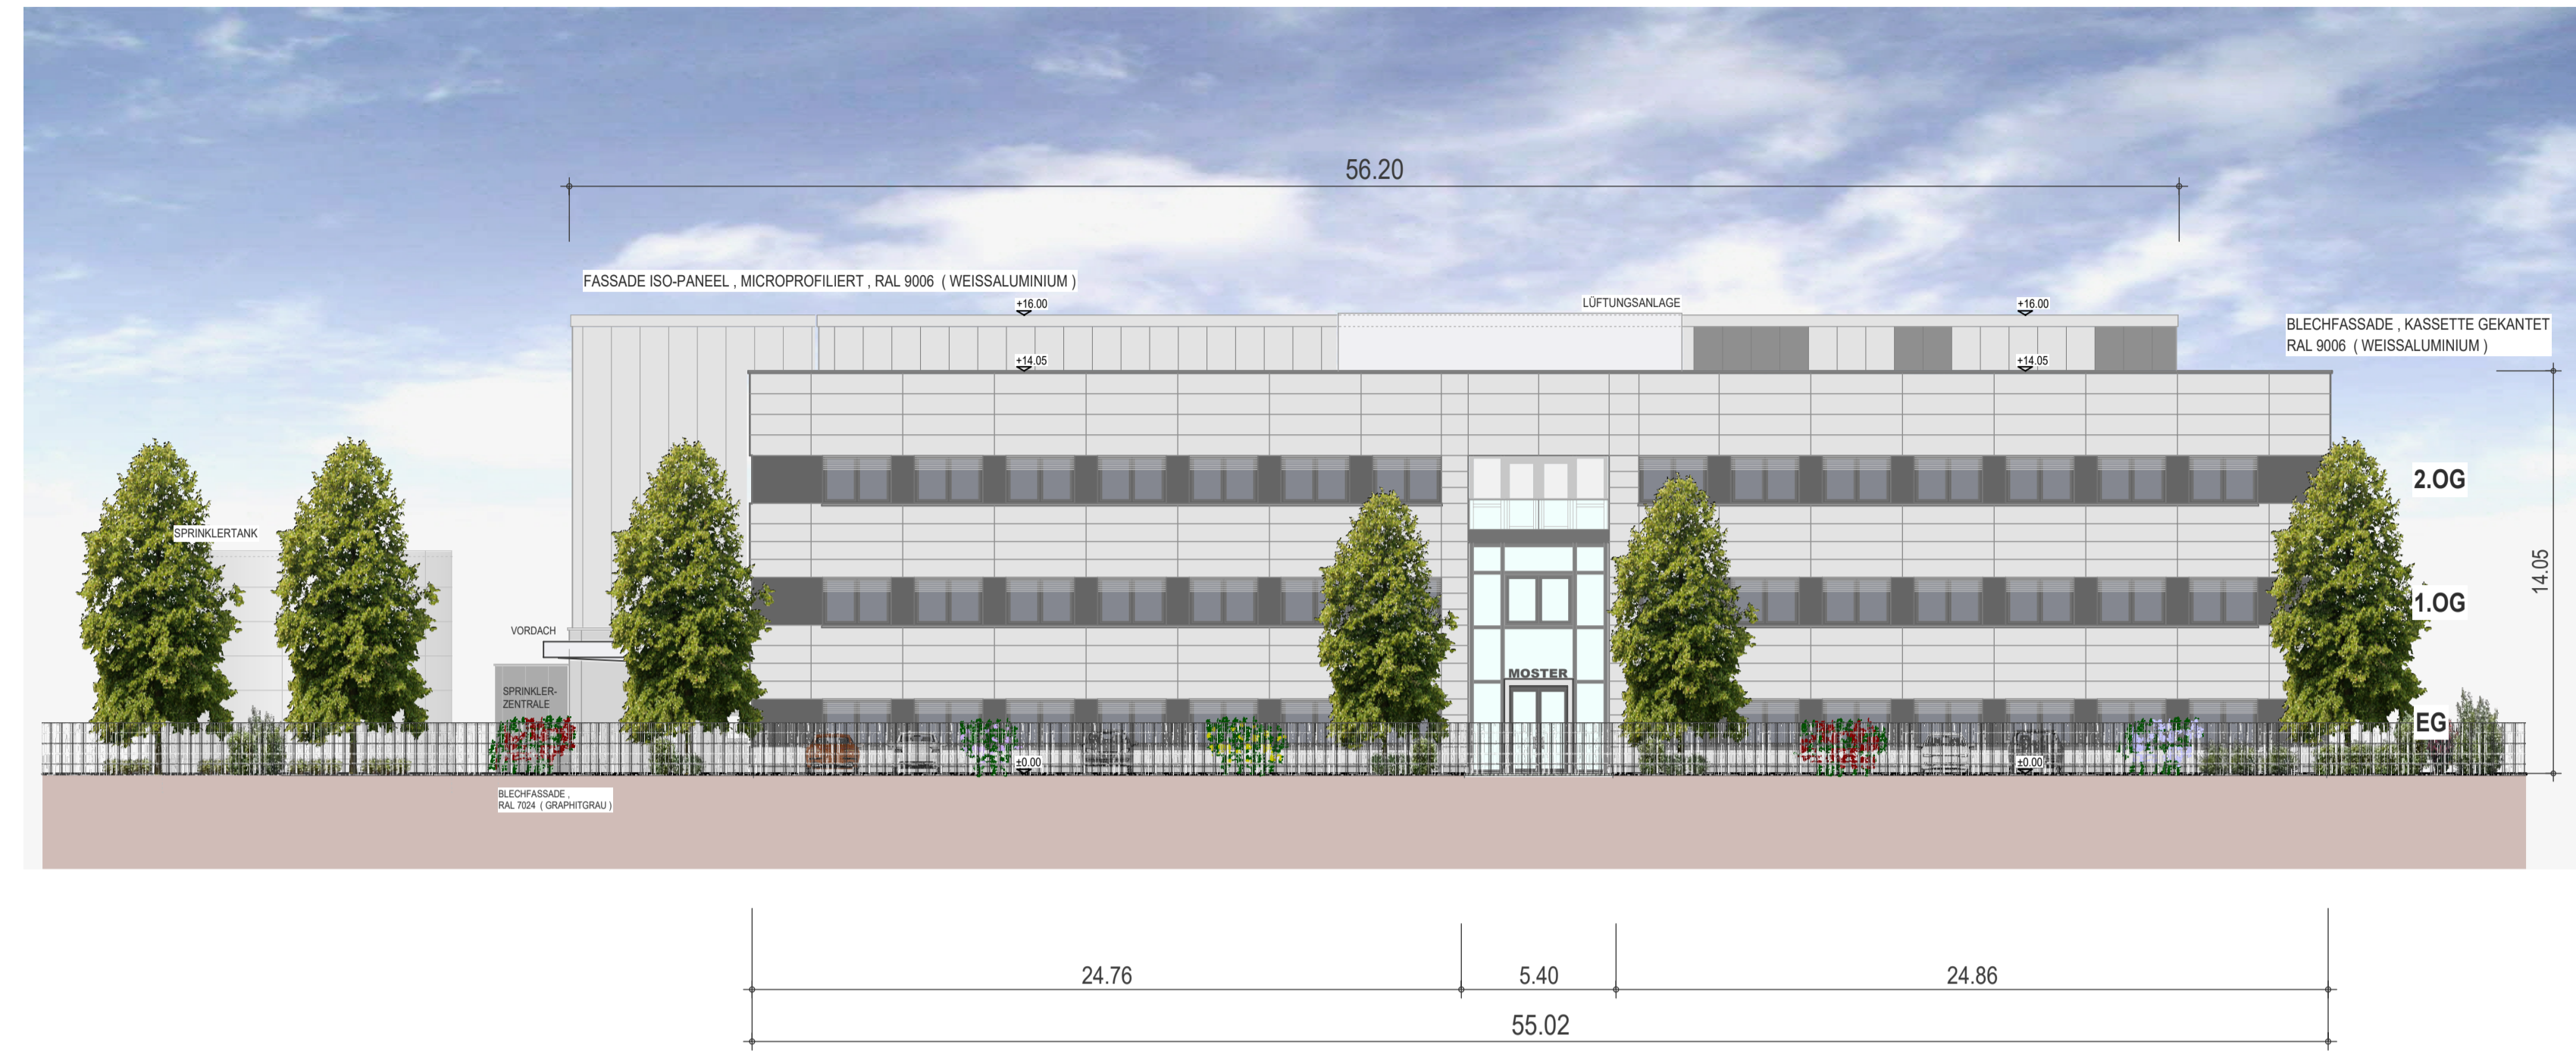 56.20
FASSADE ISO-PANEEL , MICROPROFILIERT , RAL 9006 ( WEISSALUMINIUM )
+16.00
LÜFTUNGSANLAGE
+16.00
BLECHFASSADE , KASSETTE GEKANTET
RAL 9006 ( WEISSALUMINIUM )
+14.05
+14.05
2.OG
SPRINKLERTANK
14.05
1.OG
VORDACH
MOSTER
SPRINKLER-
ZENTRALE
EG
±0.00
±0.00
BLECHFASSADE ,
RAL 7024 ( GRAPHITGRAU )
24.76
5.40
24.86
55.02